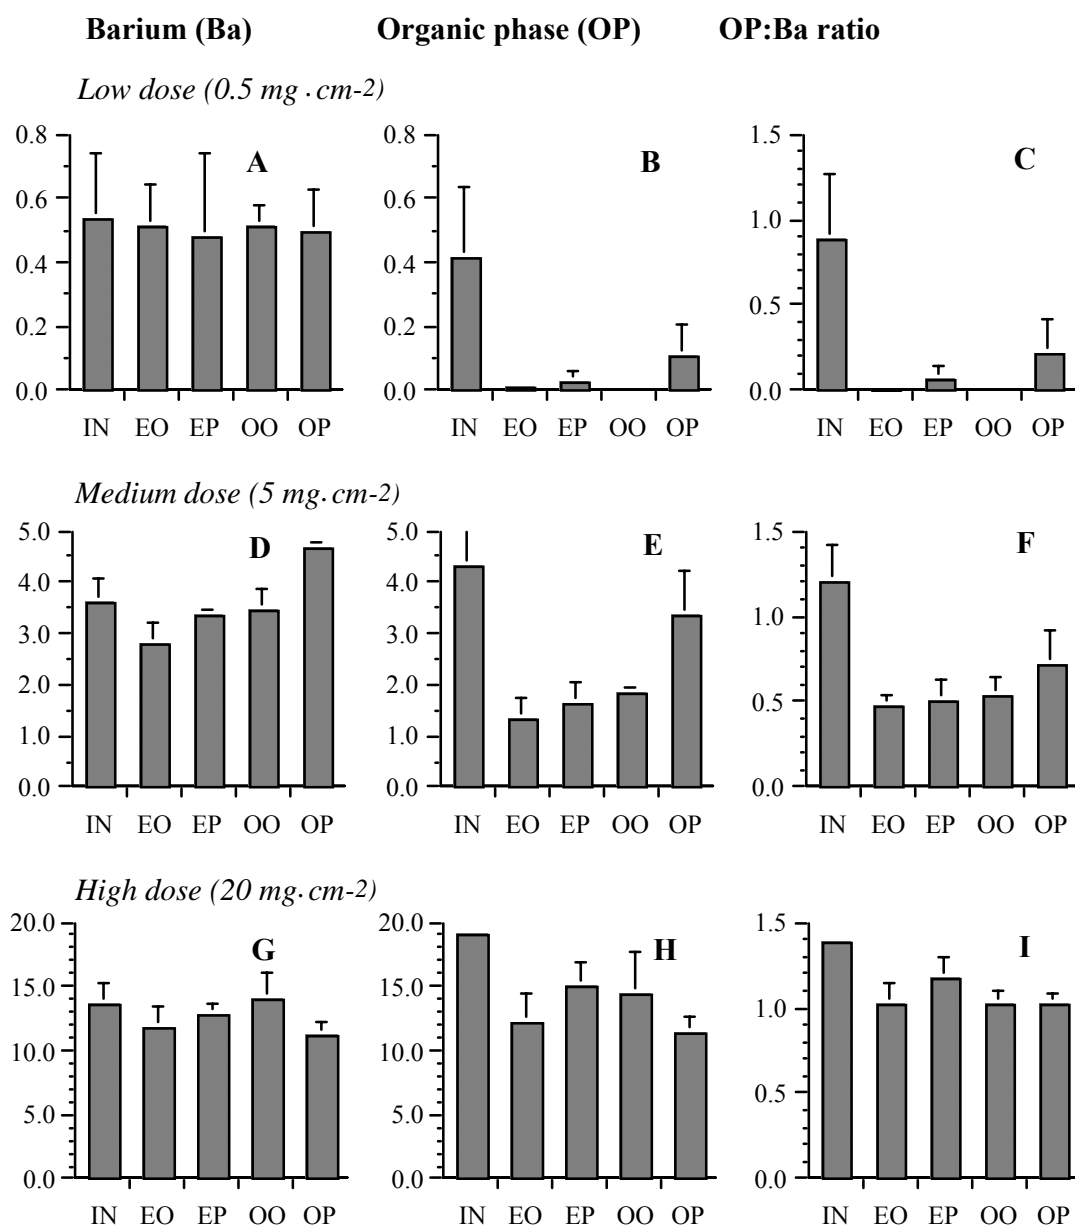 Barium (Ba) Organic phase (OP) OP:Ba ratio
Low dose (0.5 mg . cm-2)
0.8 0.8 1.5
A B C
0.6 0.6 1.0
0.4 0.4
0.2 0.2 0.5
0.0 0.0 0.0
IN EO EP OO OP IN EO EP OO OP IN EO EP OO OP
Medium dose (5 mg. cm-2)
5.0 5.0 1.5
D E F
4.0 4.0
3.0 3.0 1.0
2.0 2.0 0.5
1.0 1.0
0.0 0.0 0.0
IN EO EP OO OP IN EO EP OO OP IN EO EP OO OP
High dose (20 mg. cm-2)
20.0 20.0 1.5
G H I
15.0 15.0 1.0
10.0 10.0
5.0 5.0 0.5
0.0 0.0 0.0
IN EO EP OO OP IN EO EP OO OP IN EO EP OO OP